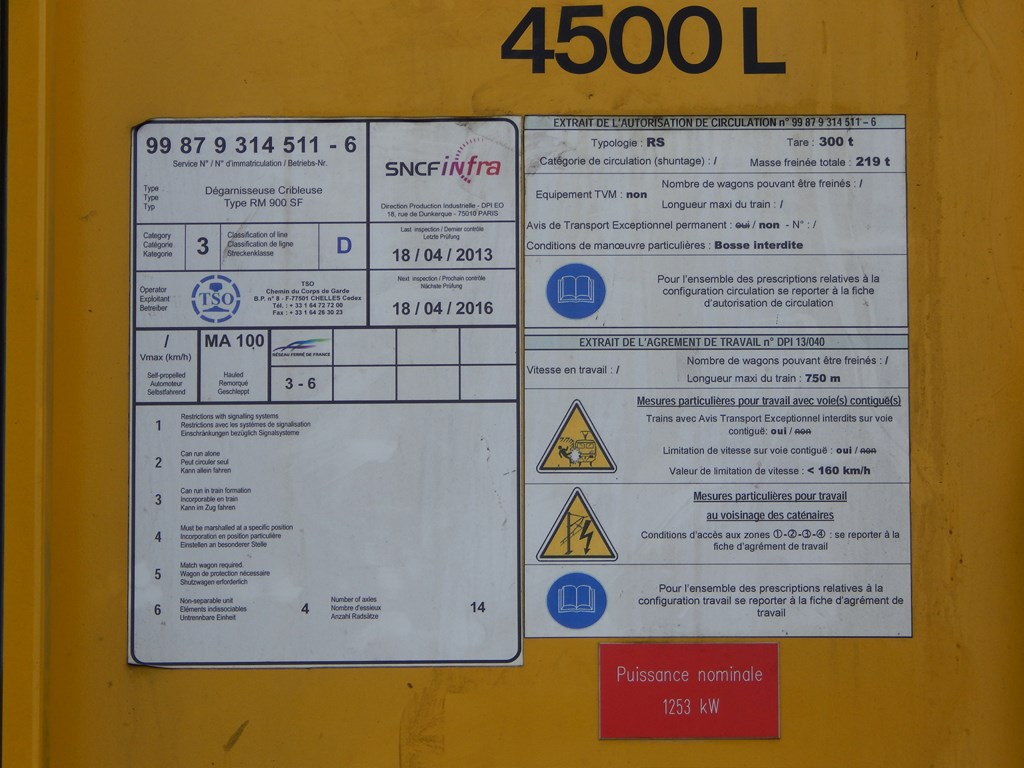 4500 L
99 87 9 314 511 - 6
Service N° / N° d'immatriculation / Betriebs-Nr.
Type
Type
Typ
Dégarnisseuse Cribleuse
Type RM 900 SF
SNCF infra
Direction Production Industrielle - DPI EO
18, rue de Dunkerque - 75010 PARIS
Category
Catégorie
Kategorie
3
Classification of line
Classification de ligne
Streckenklasse
D
Last inspection / Dernier contrôle
Letzte Prüfung
18 / 04 / 2013
Operator
Exploitant
Betreiber
TSO
TSO
Chemin du Corps de Garde
B.P. n° 8 - F-77501 CHELLES Cedex
Tél. : + 33 1 64 72 72 00
Fax : + 33 1 64 26 30 23
Next inspection / Prochain contrôle
Nächste Prüfung
18 / 04 / 2016
/
Vmax (km/h)
MA 100
RÉSEAU FERRÉ DE FRANCE
Self-propelled
Automoteur
Selbstfahrend
Hauled
Remorqué
Geschleppt
3 - 6
1
Restrictions with signalling systems
Restrictions avec les systèmes de signalisation
Einschränkungen bezüglich Signalsysteme
2
Can run alone
Peut circuler seul
Kann allein fahren
3
Can run in train formation
Incorporable en train
Kann im Zug fahren
4
Must be marshalled at a specific position
Incorporation en position particulière
Einstellen an besonderer Stelle
5
Match wagon required.
Wagon de protection nécessaire
Shutzwagen erforderlich
6
Non-separable unit
Eléments indissociables
Untrennbare Einheit
4
Number of axles
Nombre d'essieux
Anzahl Radsätze
14
EXTRAIT DE L'AUTORISATION DE CIRCULATION n° 99 87 9 314 511 - 6
Typologie : RS
Tare : 300 t
Catégorie de circulation (shuntage) : /
Masse freinée totale : 219 t
Equipement TVM : non
Nombre de wagons pouvant être freinés : /
Longueur maxi du train : /
Avis de Transport Exceptionnel permanent : oui / non - N° : /
Conditions de manœuvre particulières : Bosse interdite
Pour l'ensemble des prescriptions relatives à la
configuration circulation se reporter à la fiche
d'autorisation de circulation
EXTRAIT DE L'AGREMENT DE TRAVAIL n° DPI 13/040
Vitesse en travail : /
Nombre de wagons pouvant être freinés : /
Longueur maxi du train : 750 m
Mesures particulières pour travail avec voie(s) contiguë(s)
Trains avec Avis Transport Exceptionnel interdits sur voie
contiguë: oui / non
Limitation de vitesse sur voie contiguë : oui / non
Valeur de limitation de vitesse : < 160 km/h
Mesures particulières pour travail
au voisinage des caténaires
Conditions d'accès aux zones ①-②-③-④ : se reporter à la
fiche d'agrément de travail
Pour l'ensemble des prescriptions relatives à la
configuration travail se reporter à la fiche d'agrément de
travail
Puissance nominale
1253 kW